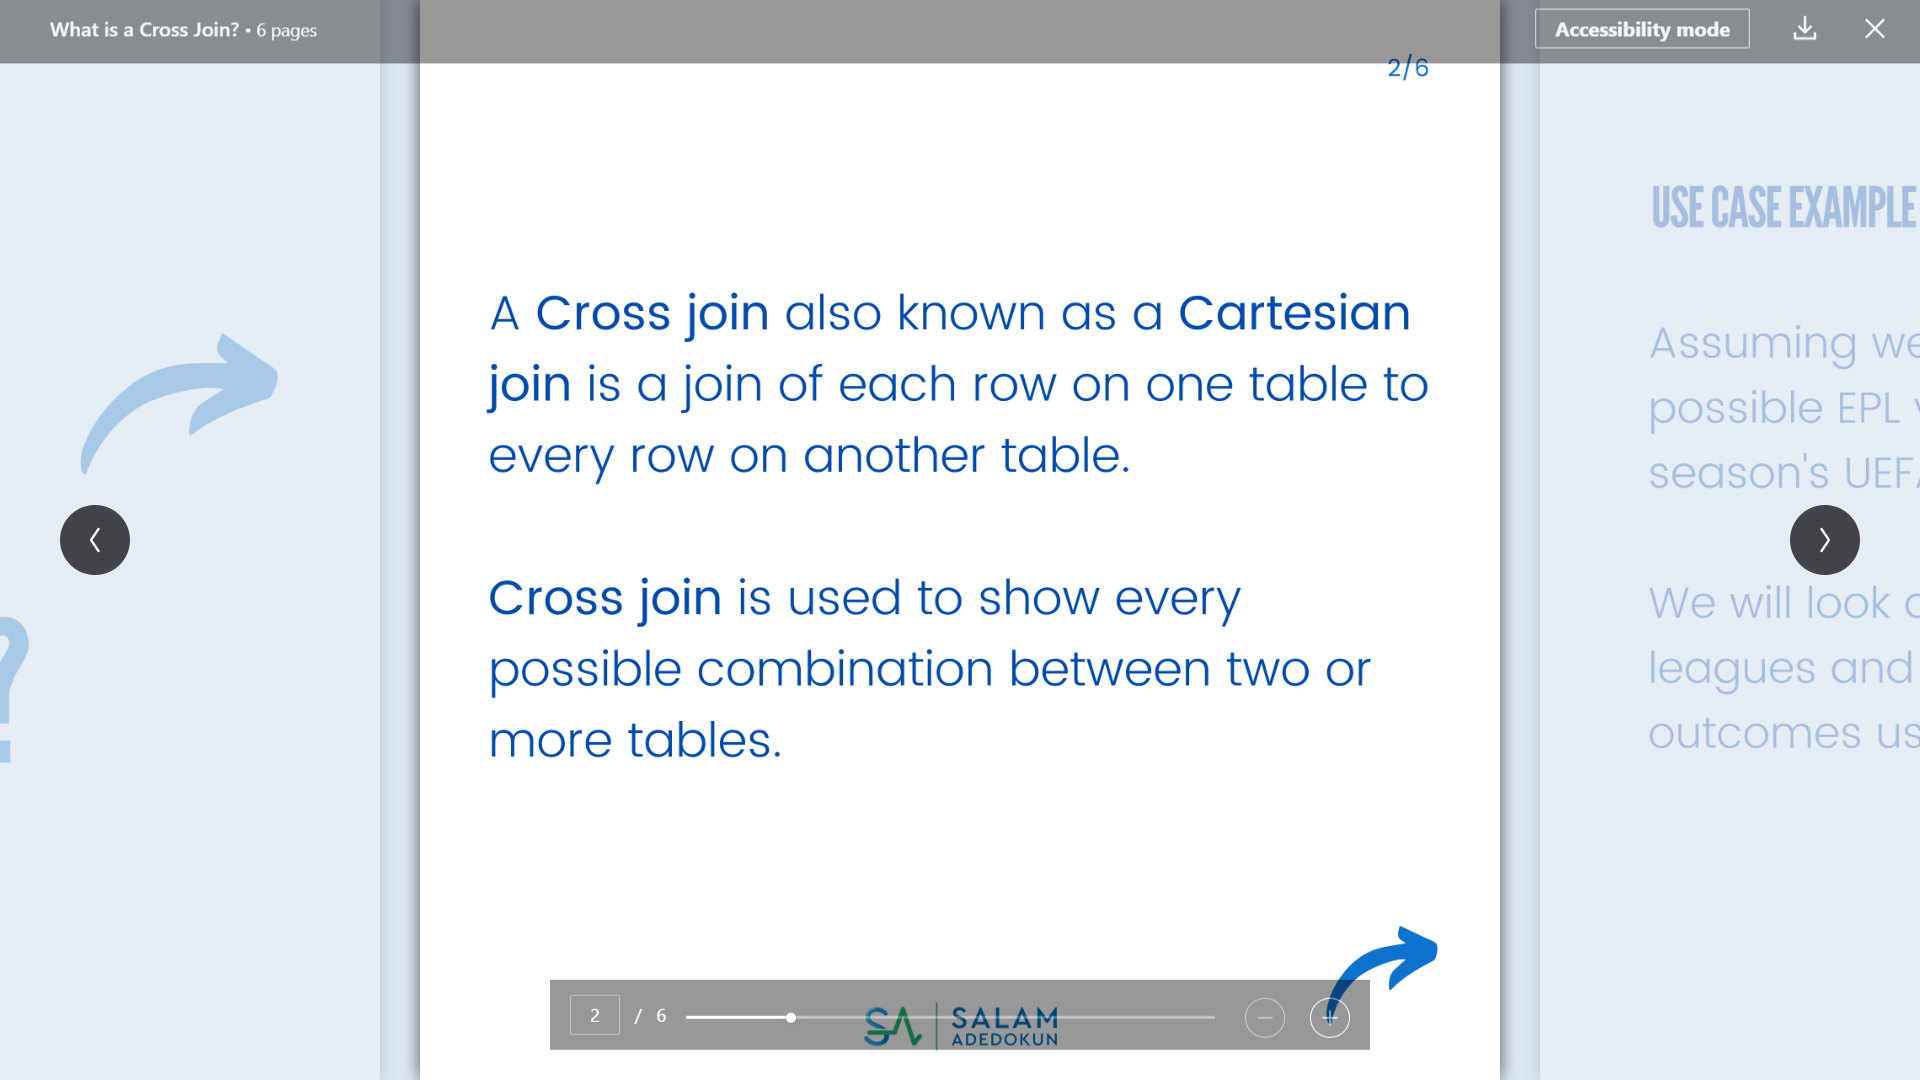 What is a Cross Join? • 6 pages
Accessibility mode
2/6
A Cross join also known as a Cartesian
join is a join of each row on one table to
every row on another table.
Cross join is used to show every
possible combination between two or
more tables.
?
USE CASE EXAMPLE
Assuming we
possible EPL
season's UEFA
We will look
leagues and
outcomes us
2 / 6
SA SALAM
ADEDOKUN